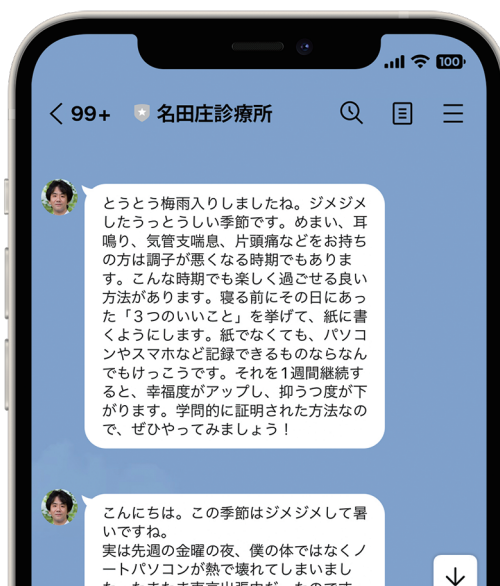 100
99+ 名田庄診療所
とうとう梅雨入りしましたね。ジメジメ
したうっとうしい季節です。めまい、耳
鳴り、気管支喘息、片頭痛などをお持ち
の方は調子が悪くなる時期でもありま
す。こんな時期でも楽しく過ごせる良い
方法があります。寝る前にその日にあっ
た「３つのいいこと」を挙げて、紙に書
くようにします。紙でなくても、パソコ
ンやスマホなど記録できるものならなん
でもけっこうです。それを1週間継続す
ると、幸福度がアップし、抑うつ度が下
がります。学問的に証明された方法なの
で、ぜひやってみましょう！
こんにちは。この季節はジメジメして暑
いですね。
実は先週の金曜の夜、僕の体ではなくノ
ートパソコンが熱で壊れてしまいまし